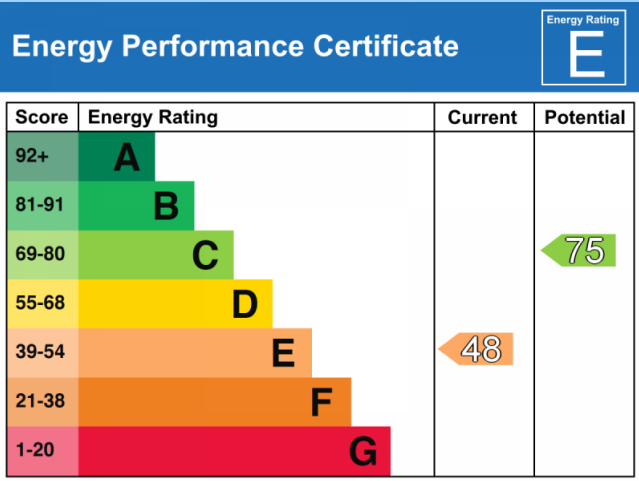 Energy Performance Certificate
Energy Rating
E
Score Energy Rating Current Potential
92+ A
81-91 B
69-80 C 75
55-68 D
39-54 E 48
21-38 F
1-20 G